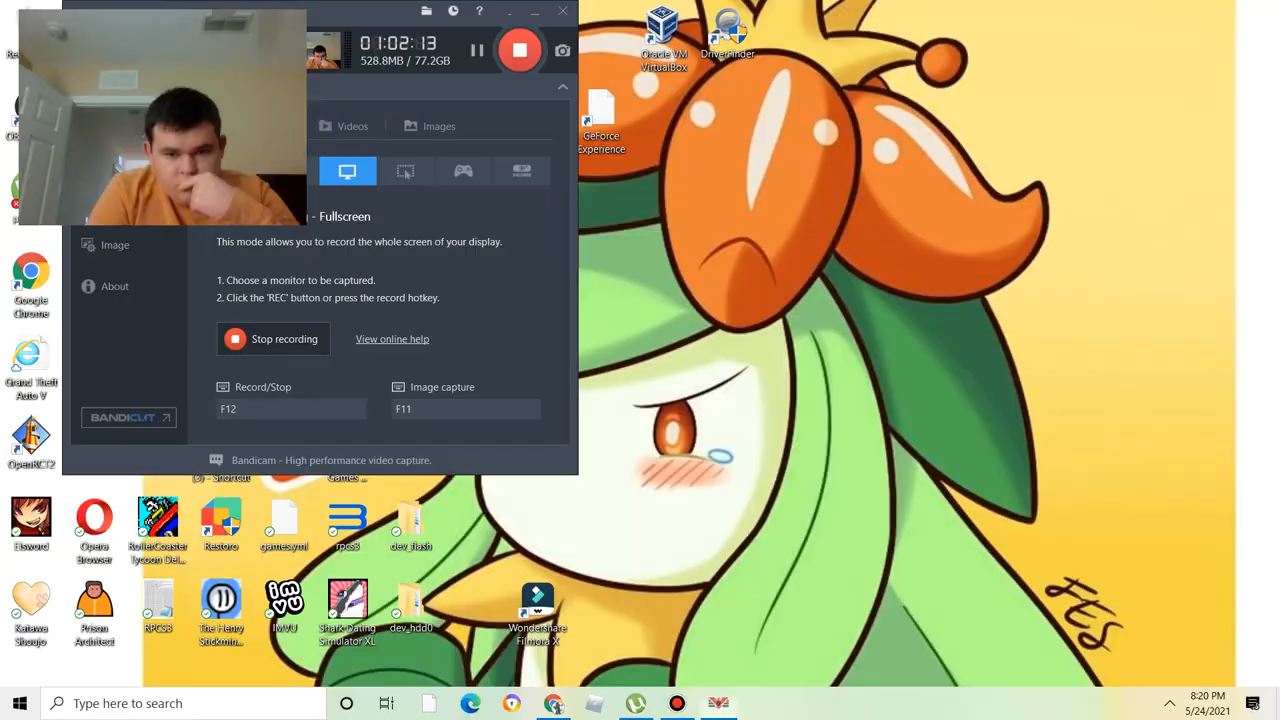 01:02:13
528.8MB / 77.2GB
Videos
Images
- Fullscreen
This mode allows you to record the whole screen of your display.
1. Choose a monitor to be captured.
2. Click the 'REC' button or press the record hotkey.
Stop recording
View online help
Record/Stop
Image capture
F12
F11
Image
About
BANDICUT
Bandicam - High performance video capture.
Oracle VM
VirtualBox
DriverFinder
GeForce
Experience
Google
Chrome
Grand Theft
Auto V
OpenRCT2
Games ...
Elsword
Opera
Browser
RollerCoaster
Tycoon Del...
Restoro
games.yml
rpcs3
dev_flash
Katawa
Shoujo
Prison
Architect
RPCS3
The Henry
Stickmin...
IMVU
Shark Dating
Simulator XL
dev_hdd0
Wondershare
Filmora X
FES
Type here to search
8:20 PM
5/24/2021